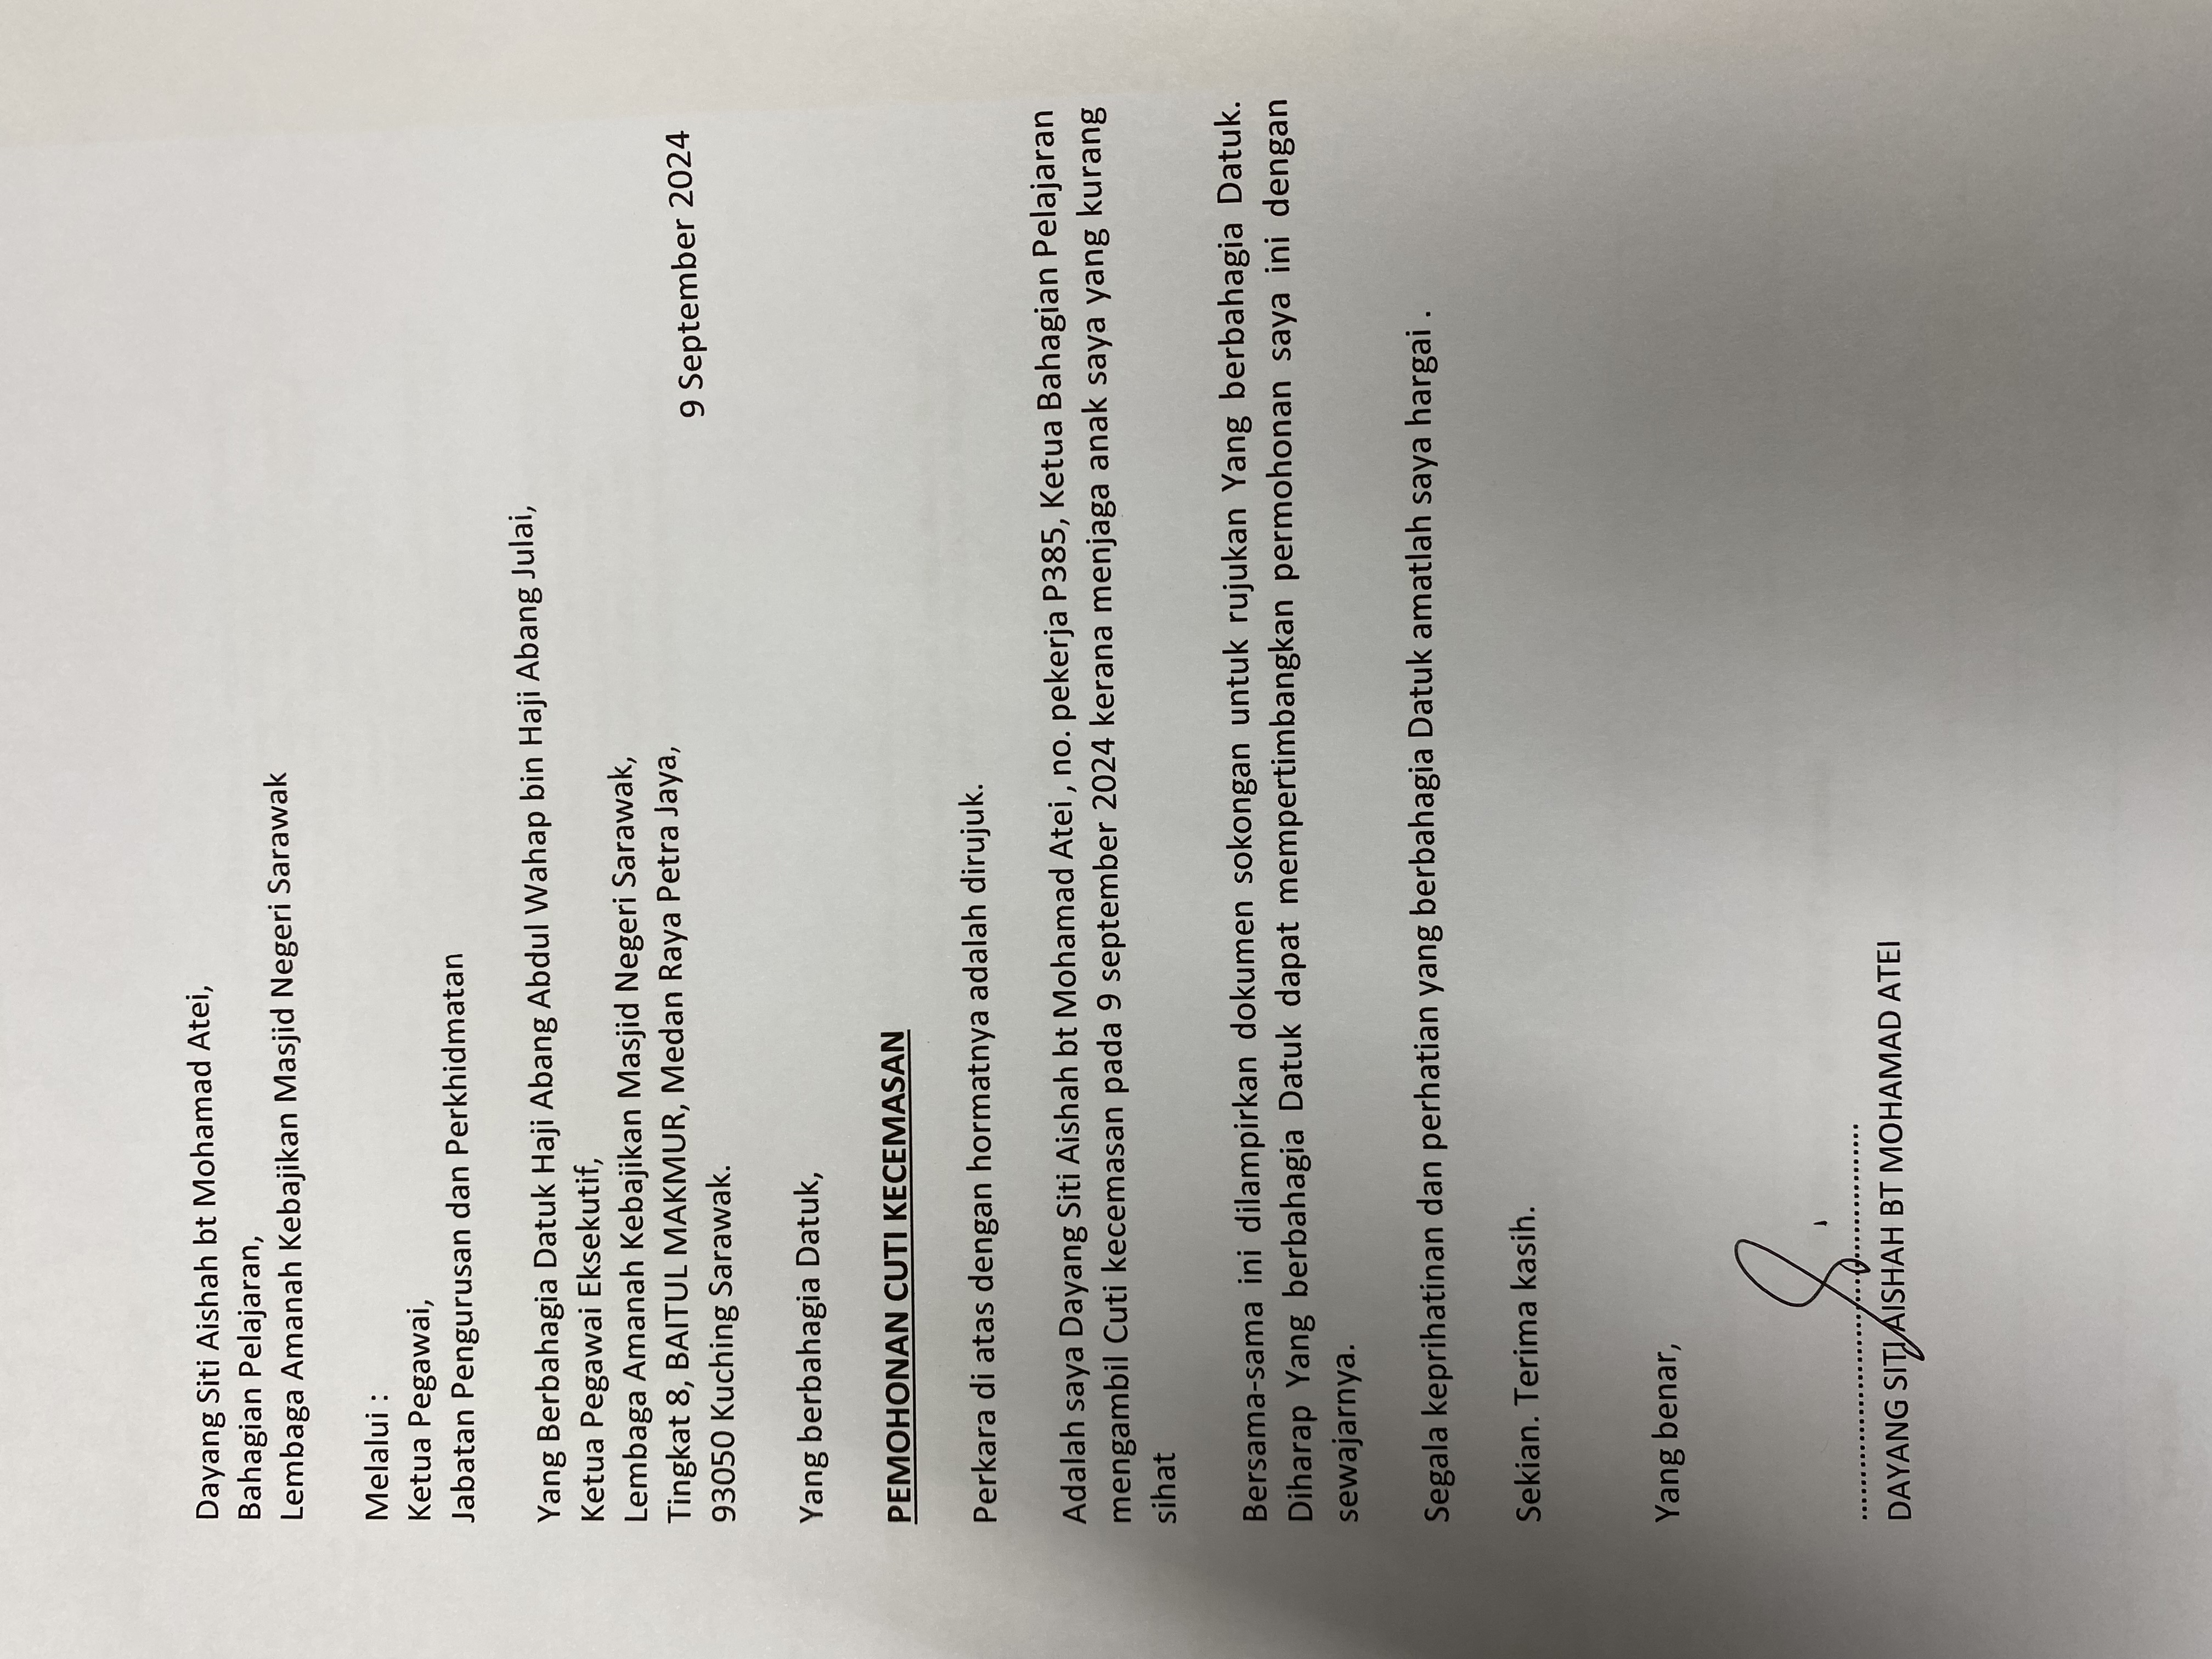 Dayang Siti Aishah bt Mohamad Atei,
Bahagian Pelajaran,
Lembaga Amanah Kebajikan Masjid Negeri Sarawak
Melalui :
Ketua Pegawai,
Jabatan Pengurusan dan Perkhidmatan
Yang Berbahagia Datuk Haji Abang Abdul Wahap bin Haji Abang Julai,
Ketua Pegawai Eksekutif,
Lembaga Amanah Kebajikan Masjid Negeri Sarawak,
Tingkat 8, BAITUL MAKMUR, Medan Raya Petra Jaya,
93050 Kuching Sarawak.
9 September 2024
Yang berbahagia Datuk,
PEMOHONAN CUTI KECEMASAN
Perkara di atas dengan hormatnya adalah dirujuk.
Adalah saya Dayang Siti Aishah bt Mohamad Atei , no. pekerja P385, Ketua Bahagian Pelajaran
mengambil Cuti kecemasan pada 9 september 2024 kerana menjaga anak saya yang kurang
sihat
Bersama-sama ini dilampirkan dokumen sokongan untuk rujukan Yang berbahagia Datuk.
Diharap Yang berbahagia Datuk dapat mempertimbangkan permohonan saya ini dengan
sewajarnya.
Segala keprihatinan dan perhatian yang berbahagia Datuk amatlah saya hargai .
Sekian. Terima kasih.
Yang benar,
DAYANG SITI AISHAH BT MOHAMAD ATEI